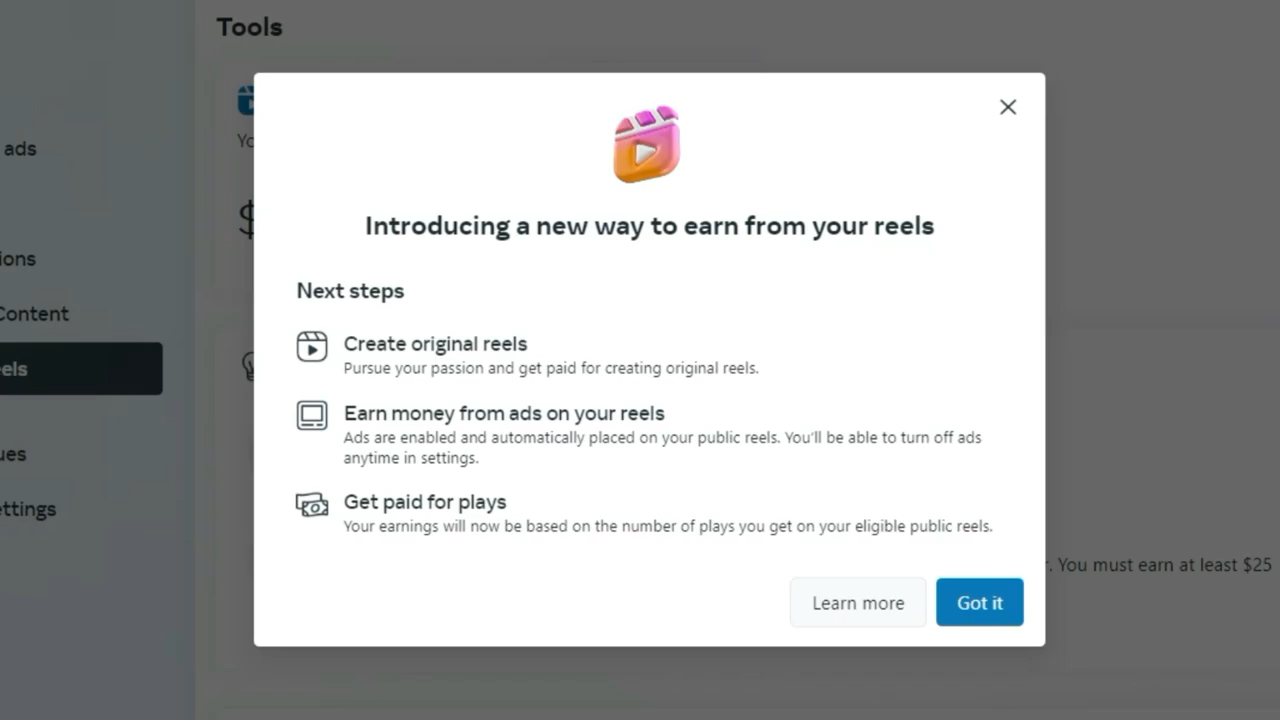 Tools
ads
Yo
$
ions
Content
eels
ues
ettings
Introducing a new way to earn from your reels
Next steps
Create original reels
Pursue your passion and get paid for creating original reels.
Earn money from ads on your reels
Ads are enabled and automatically placed on your public reels. You’ll be able to turn off ads
anytime in settings.
Get paid for plays
Your earnings will now be based on the number of plays you get on your eligible public reels.
r. You must earn at least $25
Learn more
Got it